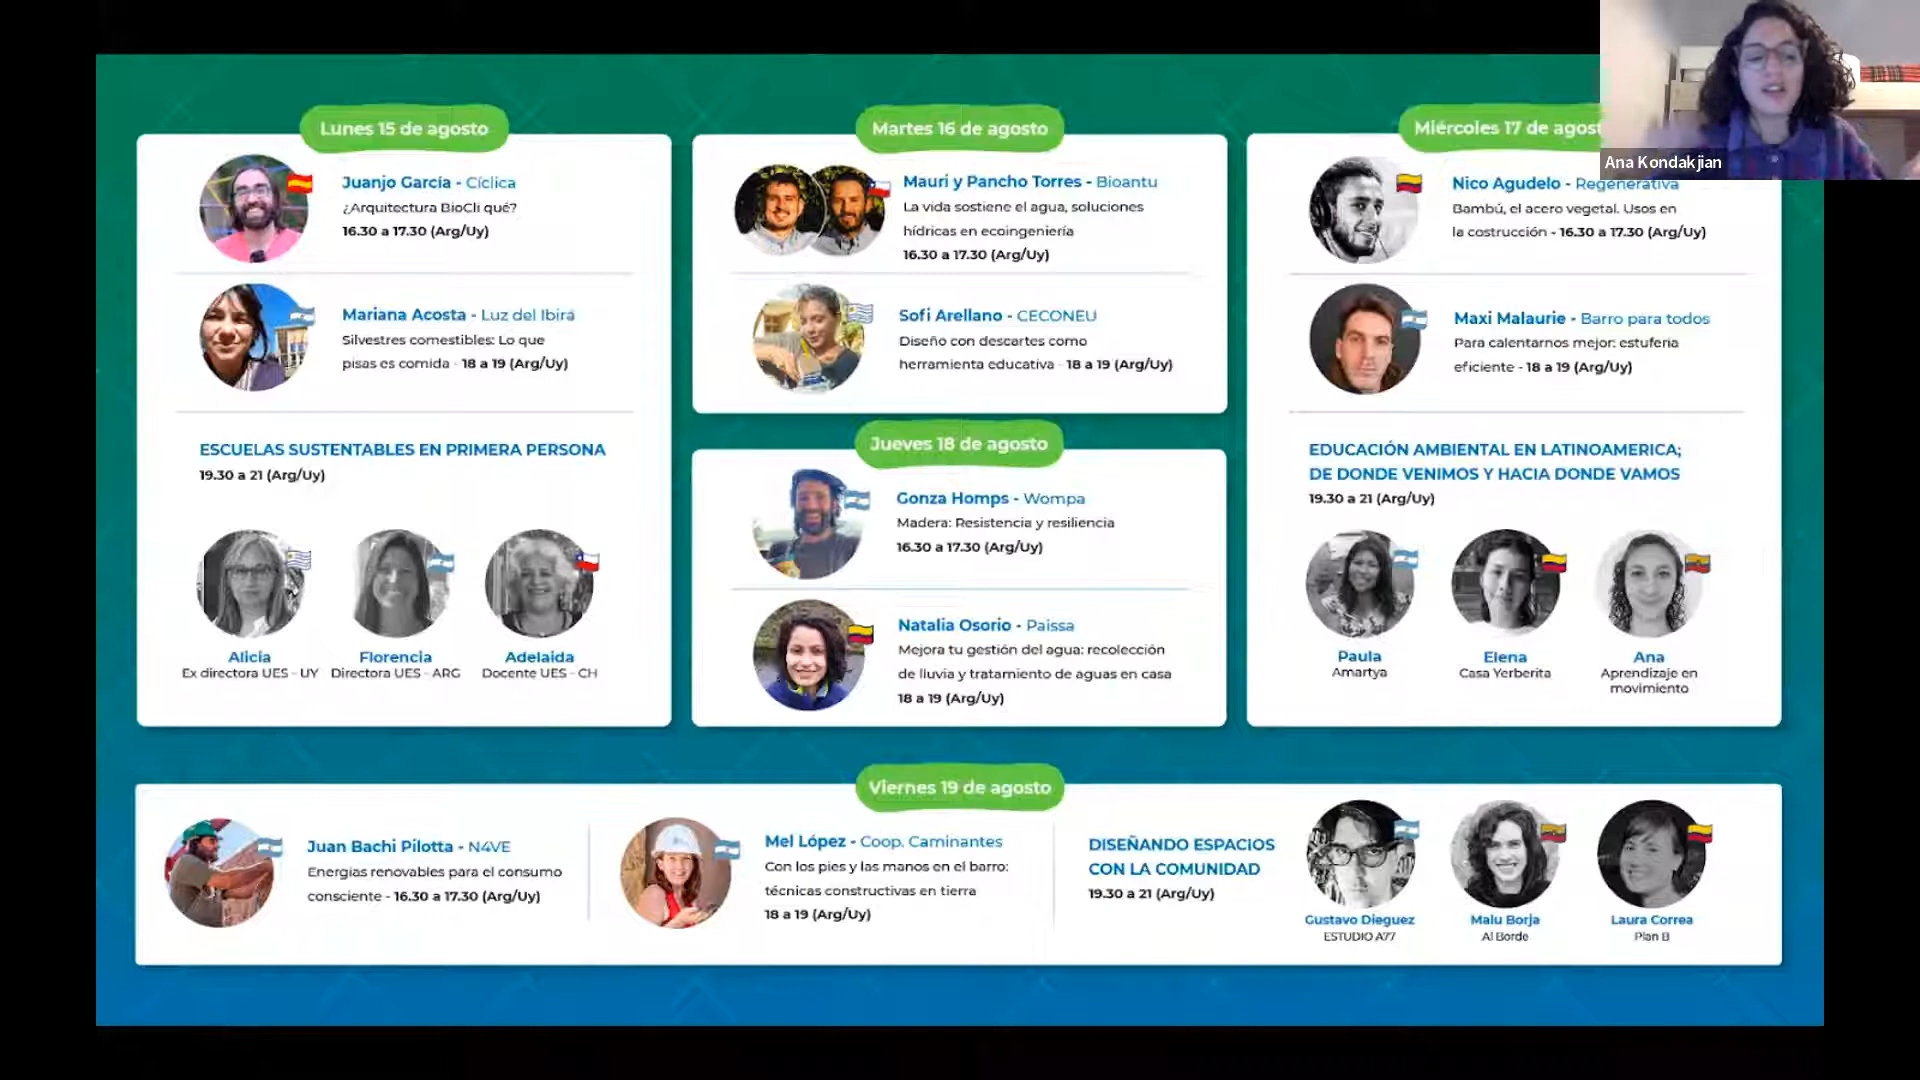 Lunes 15 de agosto
Juanjo García - Cíclica
¿Arquitectura BioCli qué?
16.30 a 17.30 (Arg/Uy)
Mariana Acosta - Luz del Ibirá
Silvestres comestibles: Lo que
pisas es comida - 18 a 19 (Arg/Uy)
ESCUELAS SUSTENTABLES EN PRIMERA PERSONA
19.30 a 21 (Arg/Uy)
Alicia
Ex directora UES - UY
Florencia
Directora UES - ARG
Adelaida
Docente UES - CH
Martes 16 de agosto
Mauri y Pancho Torres - Bioantu
La vida sostiene el agua, soluciones
hídricas en ecoingeniería
16.30 a 17.30 (Arg/Uy)
Sofi Arellano - CECONEU
Diseño con descartes como
herramienta educativa - 18 a 19 (Arg/Uy)
Jueves 18 de agosto
Gonza Homps - Wompa
Madera: Resistencia y resiliencia
16.30 a 17.30 (Arg/Uy)
Natalia Osorio - Paissa
Mejora tu gestión del agua: recolección
de lluvia y tratamiento de aguas en casa
18 a 19 (Arg/Uy)
Miércoles 17 de agost
Ana Kondakjian
Nico Agudelo - Regenerativa
Bambú, el acero vegetal. Usos en
la costrucción - 16.30 a 17.30 (Arg/Uy)
Maxi Malaurie - Barro para todos
Para calentarnos mejor: estuferia
eficiente - 18 a 19 (Arg/Uy)
EDUCACIÓN AMBIENTAL EN LATINOAMERICA;
DE DONDE VENIMOS Y HACIA DONDE VAMOS
19.30 a 21 (Arg/Uy)
Paula
Amartya
Elena
Casa Yerberita
Ana
Aprendizaje en
movimiento
Viernes 19 de agosto
Juan Bachi Pilotta - N4VE
Energías renovables para el consumo
consciente - 16.30 a 17.30 (Arg/Uy)
Mel López - Coop. Caminantes
Con los pies y las manos en el barro:
técnicas constructivas en tierra
18 a 19 (Arg/Uy)
DISEÑANDO ESPACIOS
CON LA COMUNIDAD
19.30 a 21 (Arg/Uy)
Gustavo Dieguez
ESTUDIO A77
Malu Borja
Al Borde
Laura Correa
Plan B